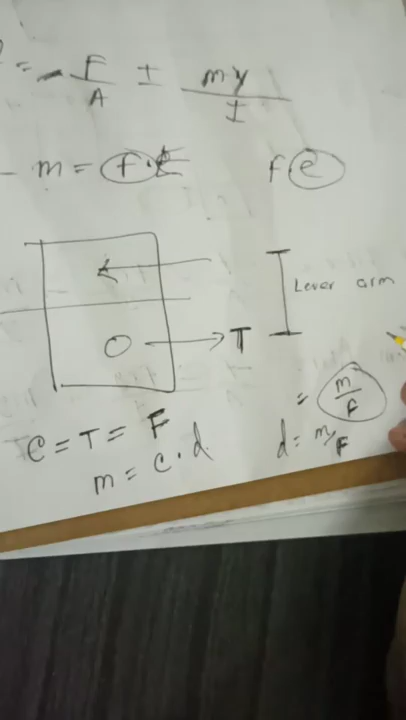 = - F/A ± my/I
m = f.e
f e
Lever arm
T
= m/F
C = T = F
d = m/F
m = C . d